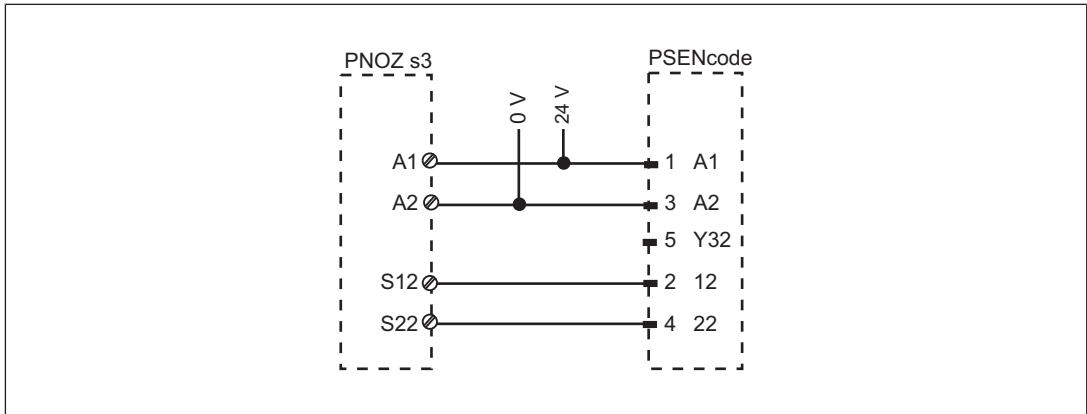 PNOZ s3 PSENcode
0 V
24 V
A1 1 A1
A2 3 A2
5 Y32
S12 2 12
S22 4 22